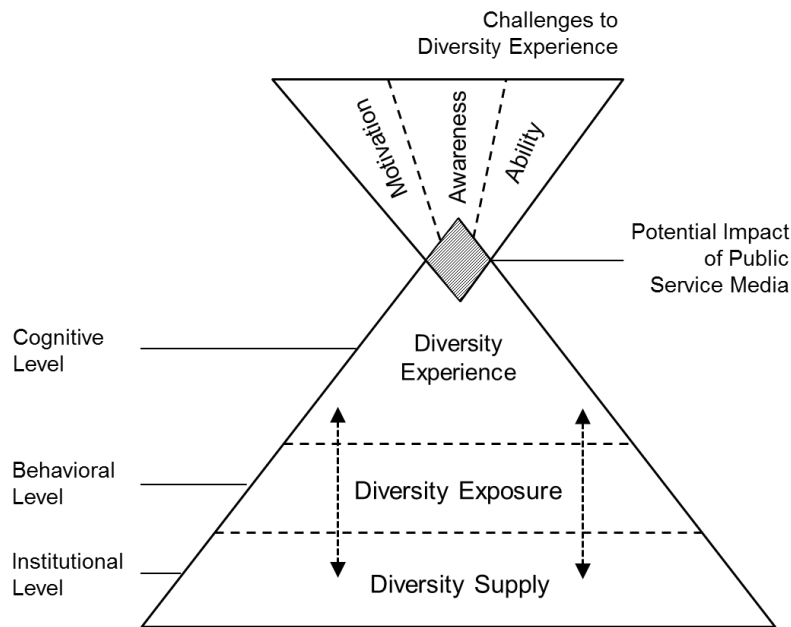 Challenges to
Diversity Experience
Motivation
Awareness
Ability
Potential Impact
of Public
Service Media
Cognitive
Level
Diversity
Experience
Behavioral
Level
Diversity Exposure
Institutional
Level
Diversity Supply